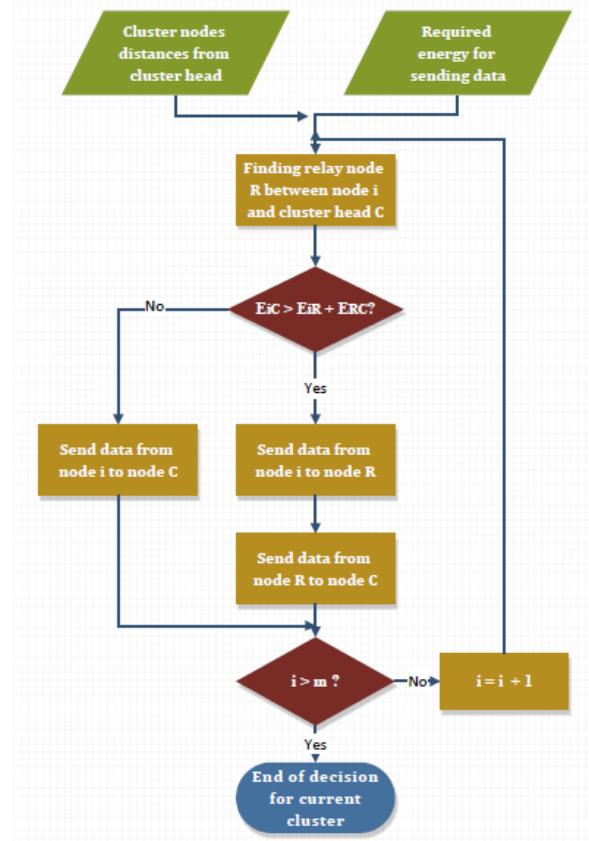 Cluster nodes
distances from
cluster head
Required
energy for
sending data
Finding relay node
R between node i
and cluster head C
EiC > EiR + ERC?
No
Yes
Send data from
node i to node C
Send data from
node i to node R
Send data from
node R to node C
i > m ?
No
i = i + 1
Yes
End of decision
for current
cluster